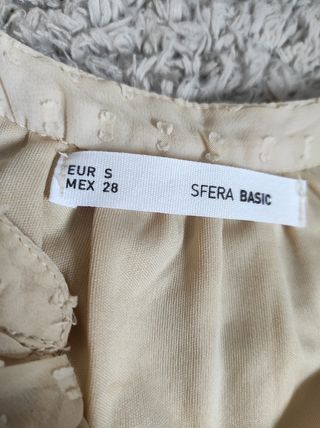 EUR S
MEX 28
SFERA BASIC